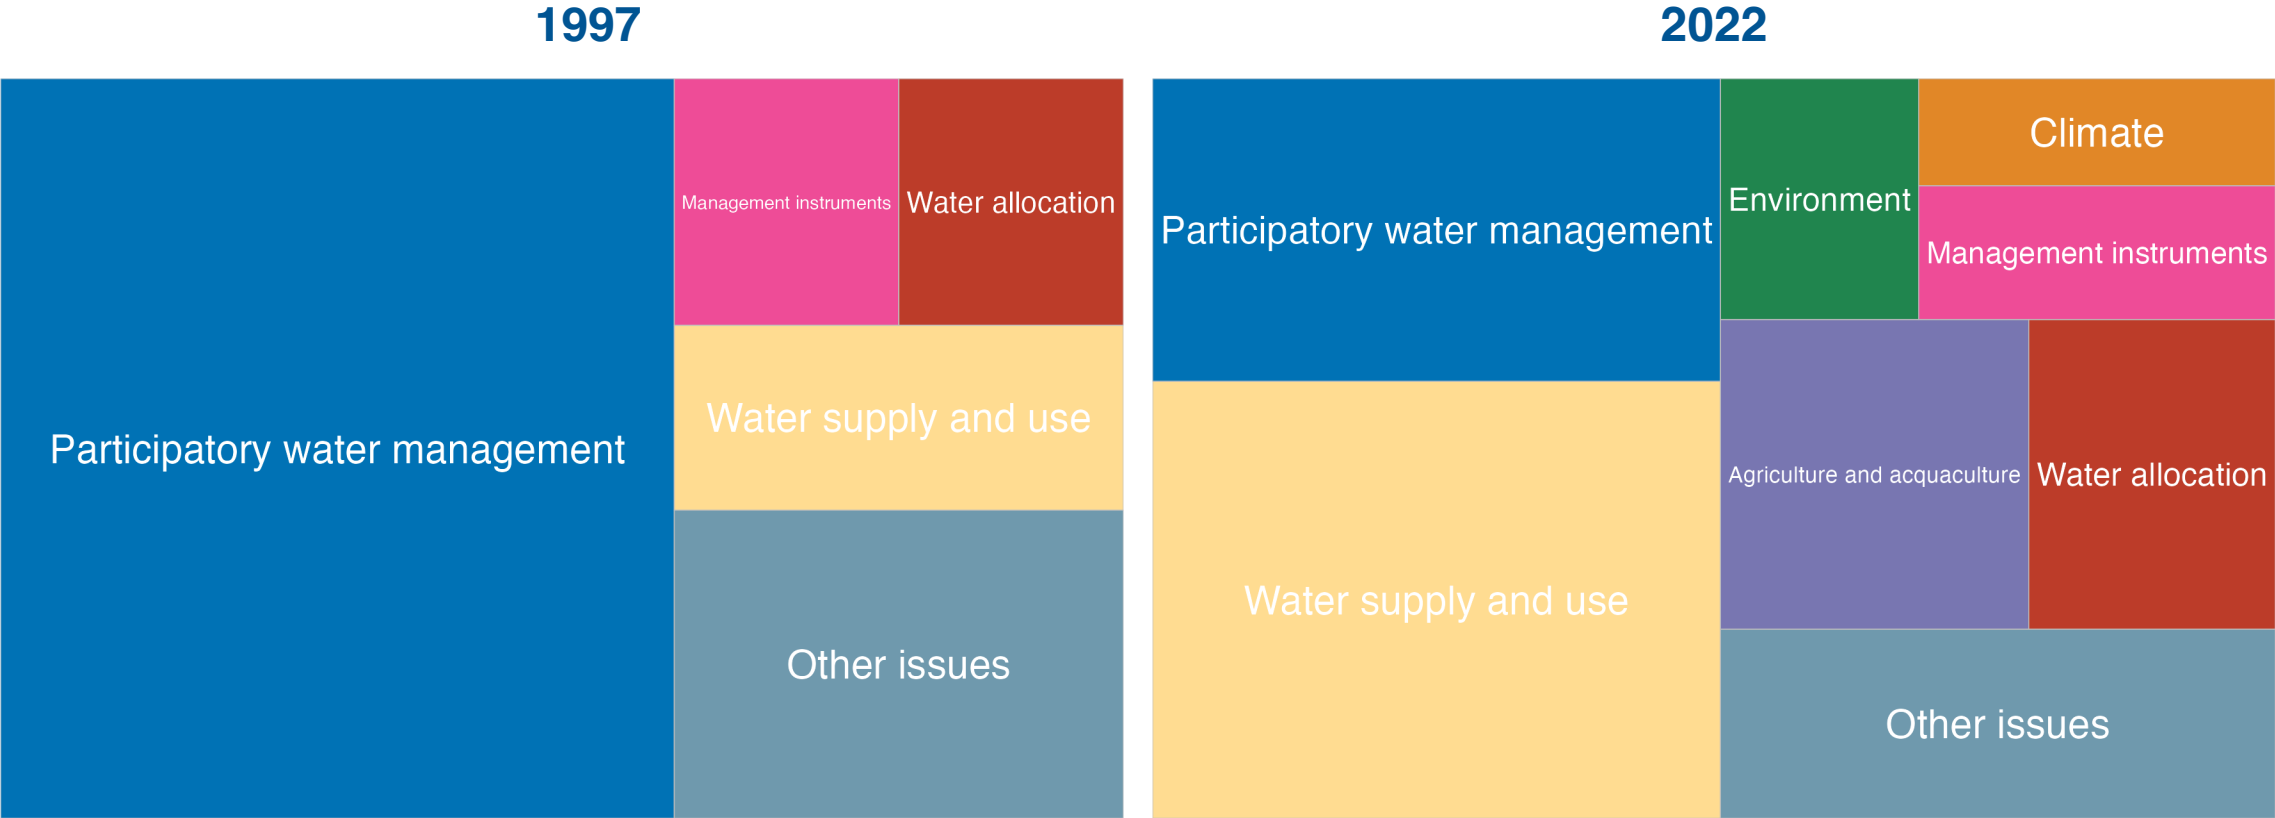 1997
Participatory water management
Management instruments
Water allocation
Water supply and use
Other issues
2022
Participatory water management
Water supply and use
Environment
Climate
Management instruments
Agriculture and acquaculture
Water allocation
Other issues